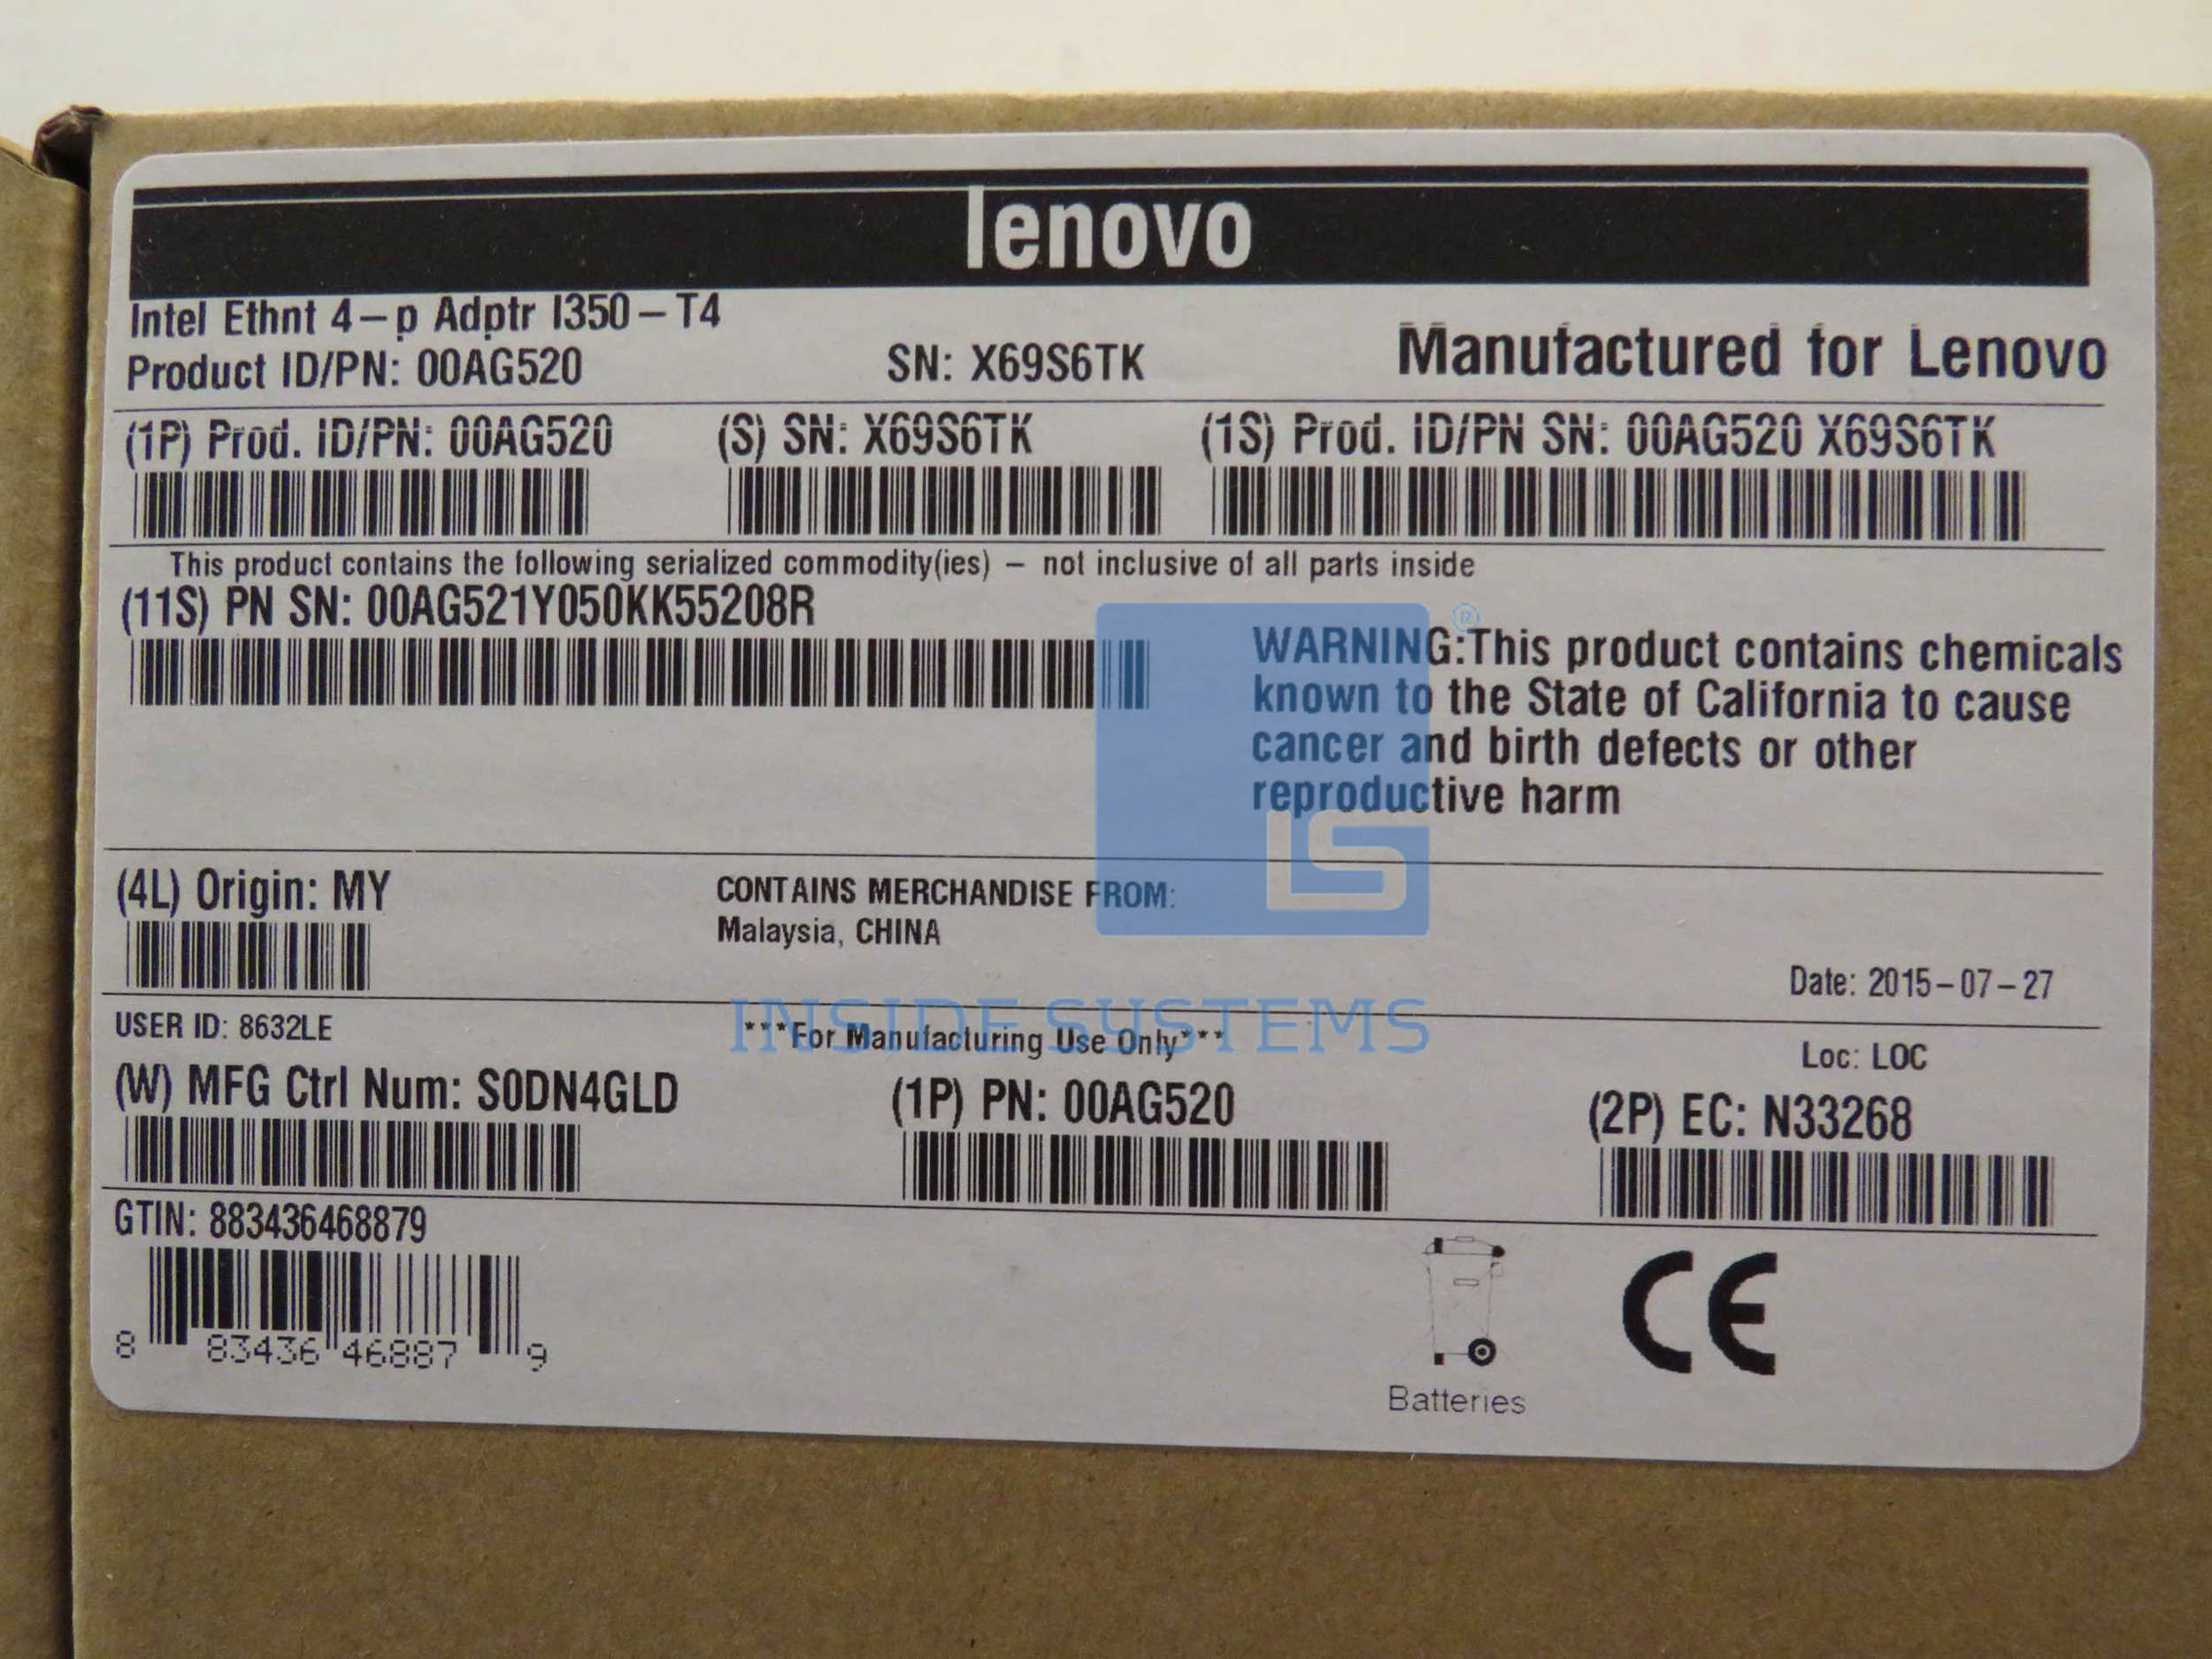 lenovo
Intel Ethnt 4-p Adptr I350-T4
Product ID/PN: 00AG520 SN: X69S6TK Manufactured for Lenovo
(1P) Prod. ID/PN: 00AG520 (S) SN: X69S6TK (1S) Prod. ID/PN SN: 00AG520 X69S6TK
This product contains the following serialized commodity(ies) - not inclusive of all parts inside
(11S) PN SN: 00AG521Y050KK55208R
®
WARNING:This product contains chemicals
known to the State of California to cause
cancer and birth defects or other
reproductive harm
LS
(4L) Origin: MY
CONTAINS MERCHANDISE FROM:
Malaysia, CHINA
Date: 2015-07-27
INSIDE SYSTEMS
USER ID: 8632LE ***For Manufacturing Use Only***
Loc: LOC
(W) MFG Ctrl Num: S0DN4GLD (1P) PN: 00AG520 (2P) EC: N33268
GTIN: 883436468879
8 83436 46887 9
CE
Batteries